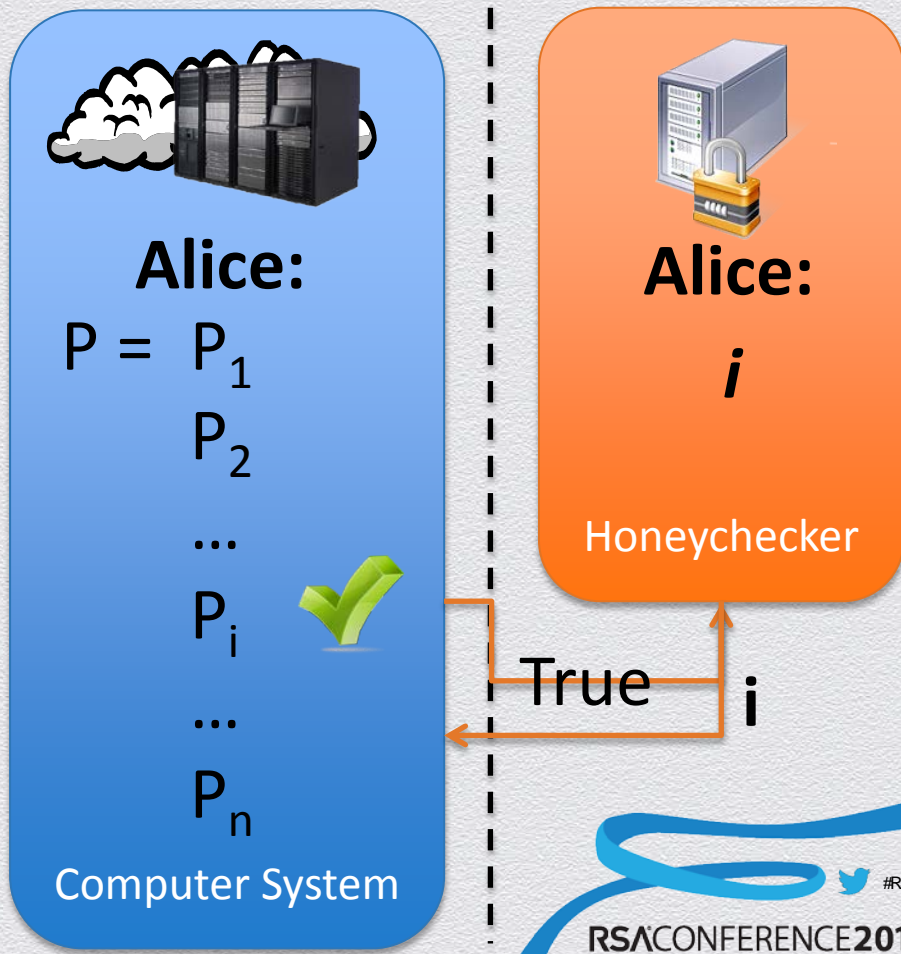 Alice:
P = P₁
P₂
...
Pᵢ
...
Pₙ
Computer System
Alice:
i
Honeychecker
True
i
#R
RSACONFERENCE201